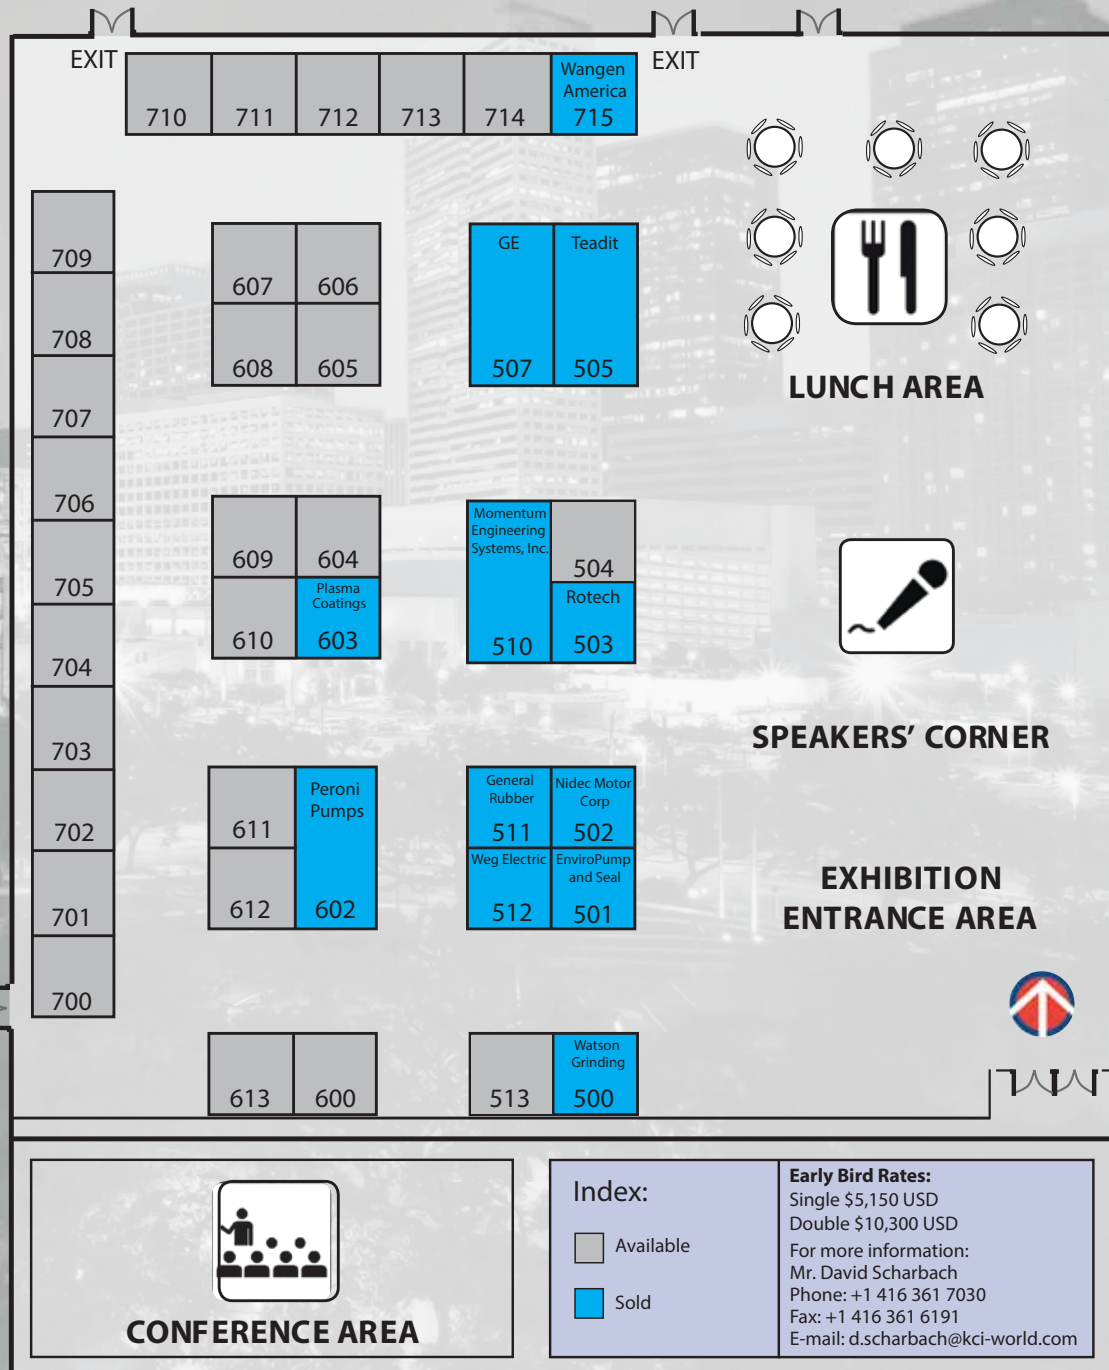 EXIT
EXIT
710
711
712
713
714
Wangen
America
715
709
708
707
706
705
704
703
702
701
700
607
606
608
605
GE
507
Teadit
505
LUNCH AREA
609
604
610
Plasma
Coatings
603
Momentum
Engineering
Systems, Inc.
510
504
Rotech
503
SPEAKERS' CORNER
611
612
Peroni
Pumps
602
General
Rubber
511
Nidec Motor
Corp
502
Weg Electric
512
EnviroPump
and Seal
501
EXHIBITION
ENTRANCE AREA
613
600
513
Watson
Grinding
500
CONFERENCE AREA
Index:
Available
Sold
Early Bird Rates:
Single $5,150 USD
Double $10,300 USD
For more information:
Mr. David Scharbach
Phone: +1 416 361 7030
Fax: +1 416 361 6191
E-mail: d.scharbach@kci-world.com